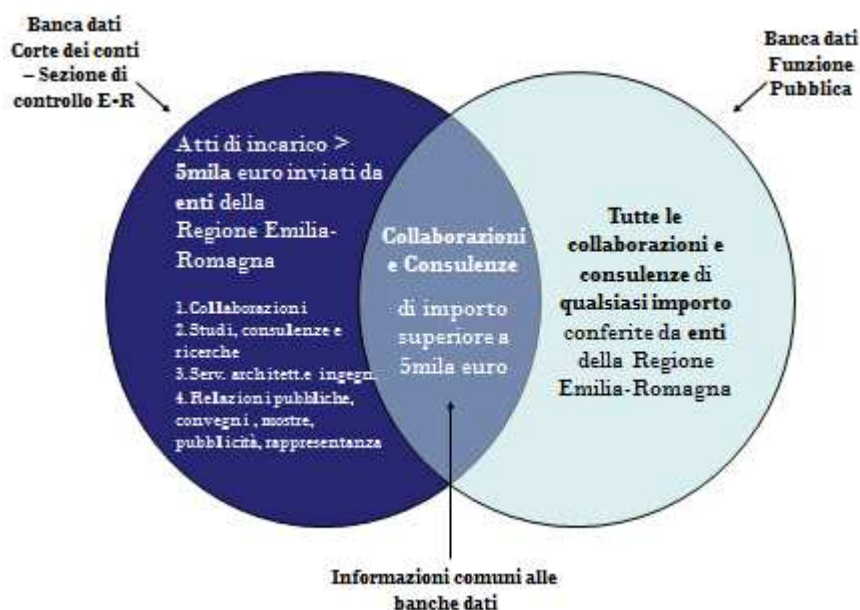 Banca dati
Corte dei conti
– Sezione di
controllo E-R
Banca dati
Funzione
Pubblica
Atti di incarico >
5mila euro inviati da
enti della
Regione Emilia-
Romagna
1.Collaborazioni
2.Studi, consulenze e
ricerche
3.Serv. architett.e ingegn.
4.Relazioni pubbliche,
convegni , mostre,
pubblicità, rappresentanza
Collaborazioni
e Consulenze
di importo
superiore a
5mila euro
Tutte le
collaborazioni e
consulenze di
qualsiasi importo
conferite da enti
della Regione
Emilia-Romagna
Informazioni comuni alle
banche dati